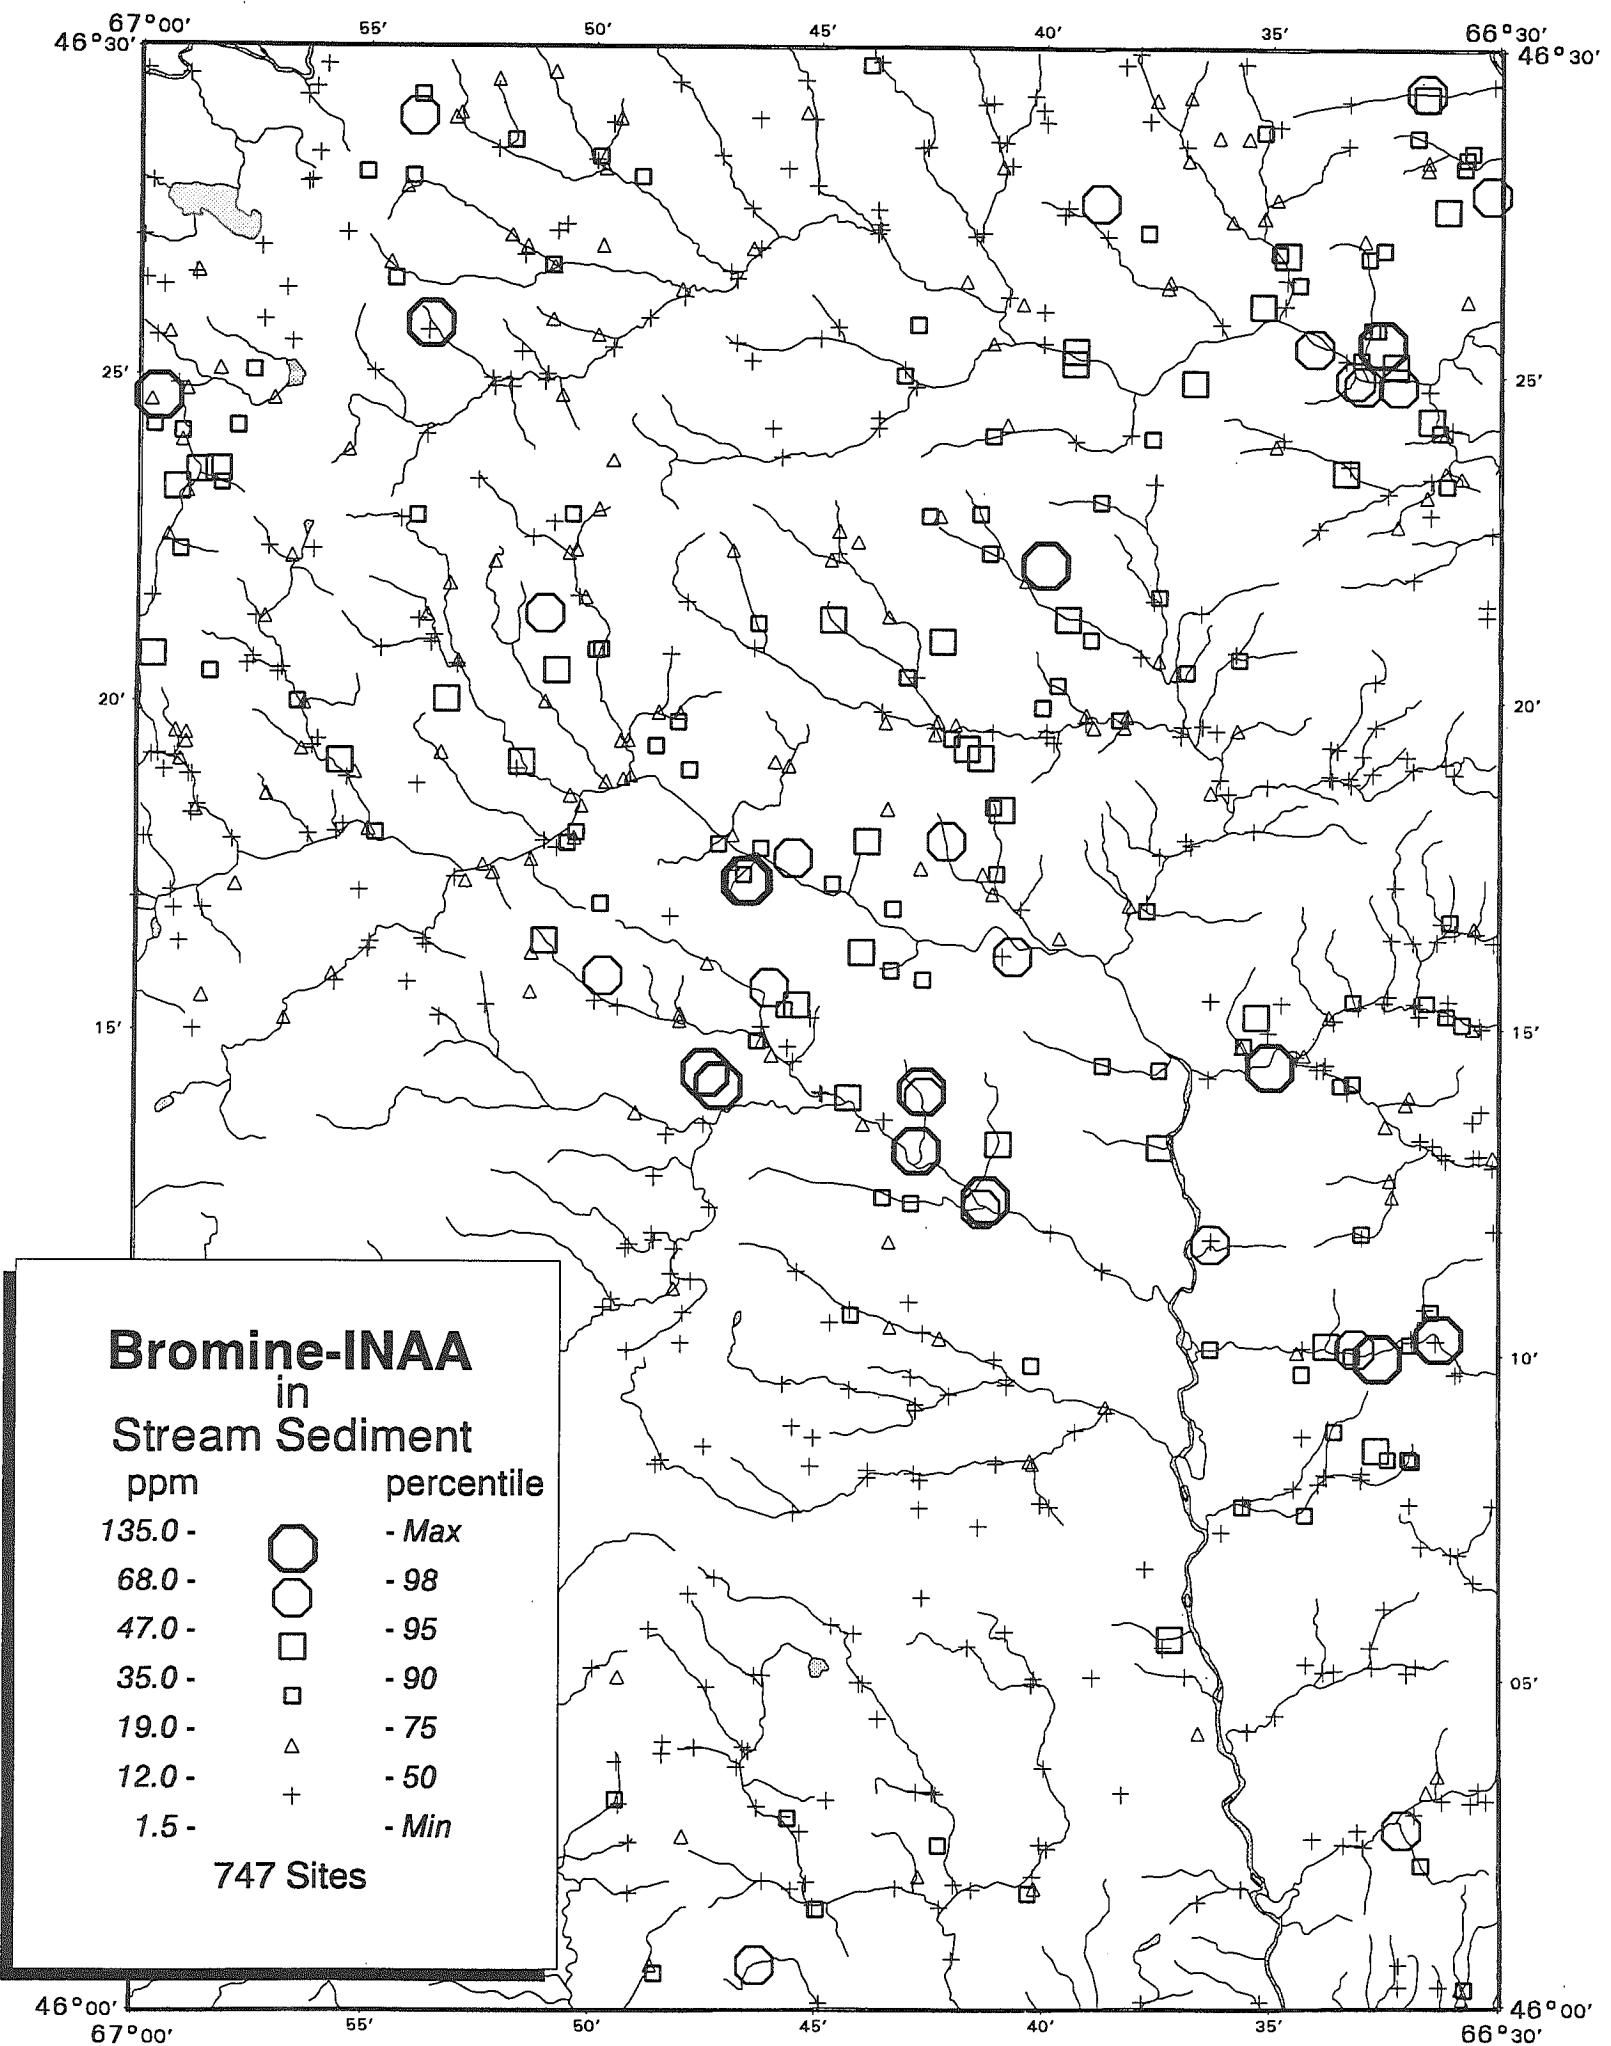 67°00′ 55′ 50′ 45′ 40′ 35′ 66°30′
46°30′ 46°30′
25′ 25′
20′ 20′
15′ 15′
10′
05′
Bromine-INAA
in
Stream Sediment
ppm percentile
135.0 - - Max
68.0 - - 98
47.0 - - 95
35.0 - - 90
19.0 - - 75
12.0 - - 50
1.5 - - Min
747 Sites
46°00′ 46°00′
67°00′ 55′ 50′ 45′ 40′ 35′ 66°30′